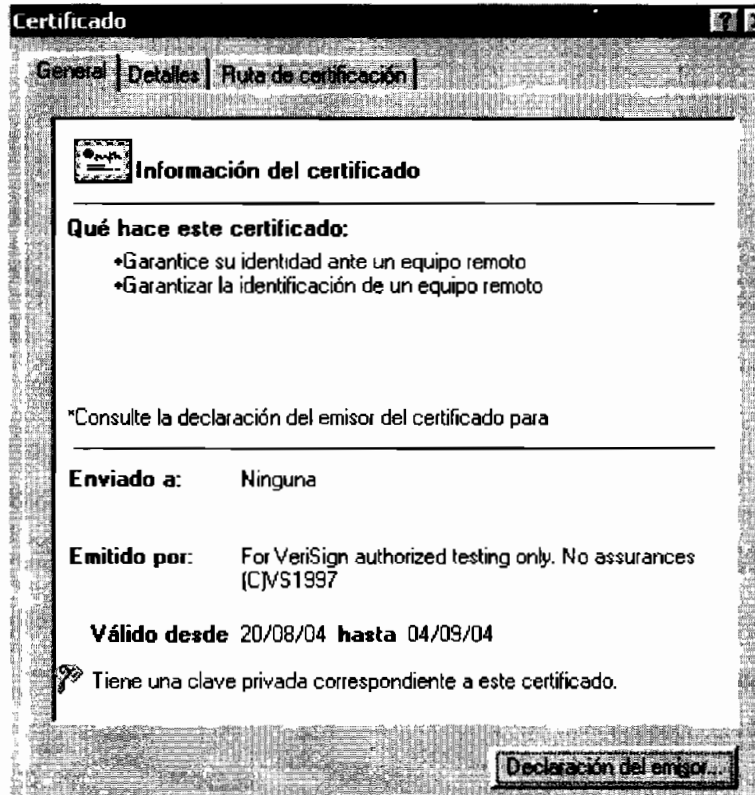 Certificado
General Detalles Ruta de certificación
Información del certificado
Qué hace este certificado:
•Garantice su identidad ante un equipo remoto
•Garantizar la identificación de un equipo remoto
*Consulte la declaración del emisor del certificado para
Enviado a: Ninguna
Emitido por: For VeriSign authorized testing only. No assurances
(C)VS1997
Válido desde 20/08/04 hasta 04/09/04
Tiene una clave privada correspondiente a este certificado.
Declaración del emisor...